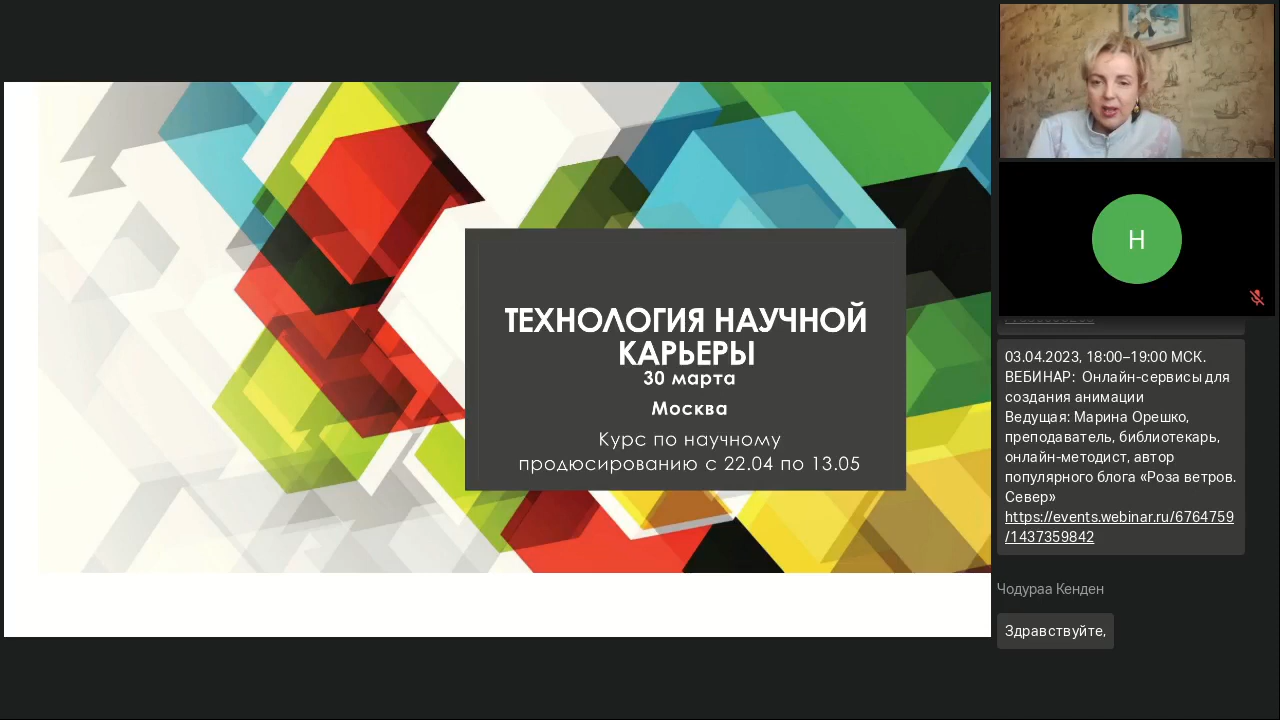 ТЕХНОЛОГИЯ НАУЧНОЙ
КАРЬЕРЫ
30 марта
Москва
Курс по научному
продюсированию с 22.04 по 13.05
Н
03.04.2023, 18:00–19:00 МСК.
ВЕБИНАР: Онлайн-сервисы для
создания анимации
Ведущая: Марина Орешко,
преподаватель, библиотекарь,
онлайн-методист, автор
популярного блога «Роза ветров.
Север»
https://events.webinar.ru/6764759
/1437359842
Чодураа Кенден
Здравствуйте,